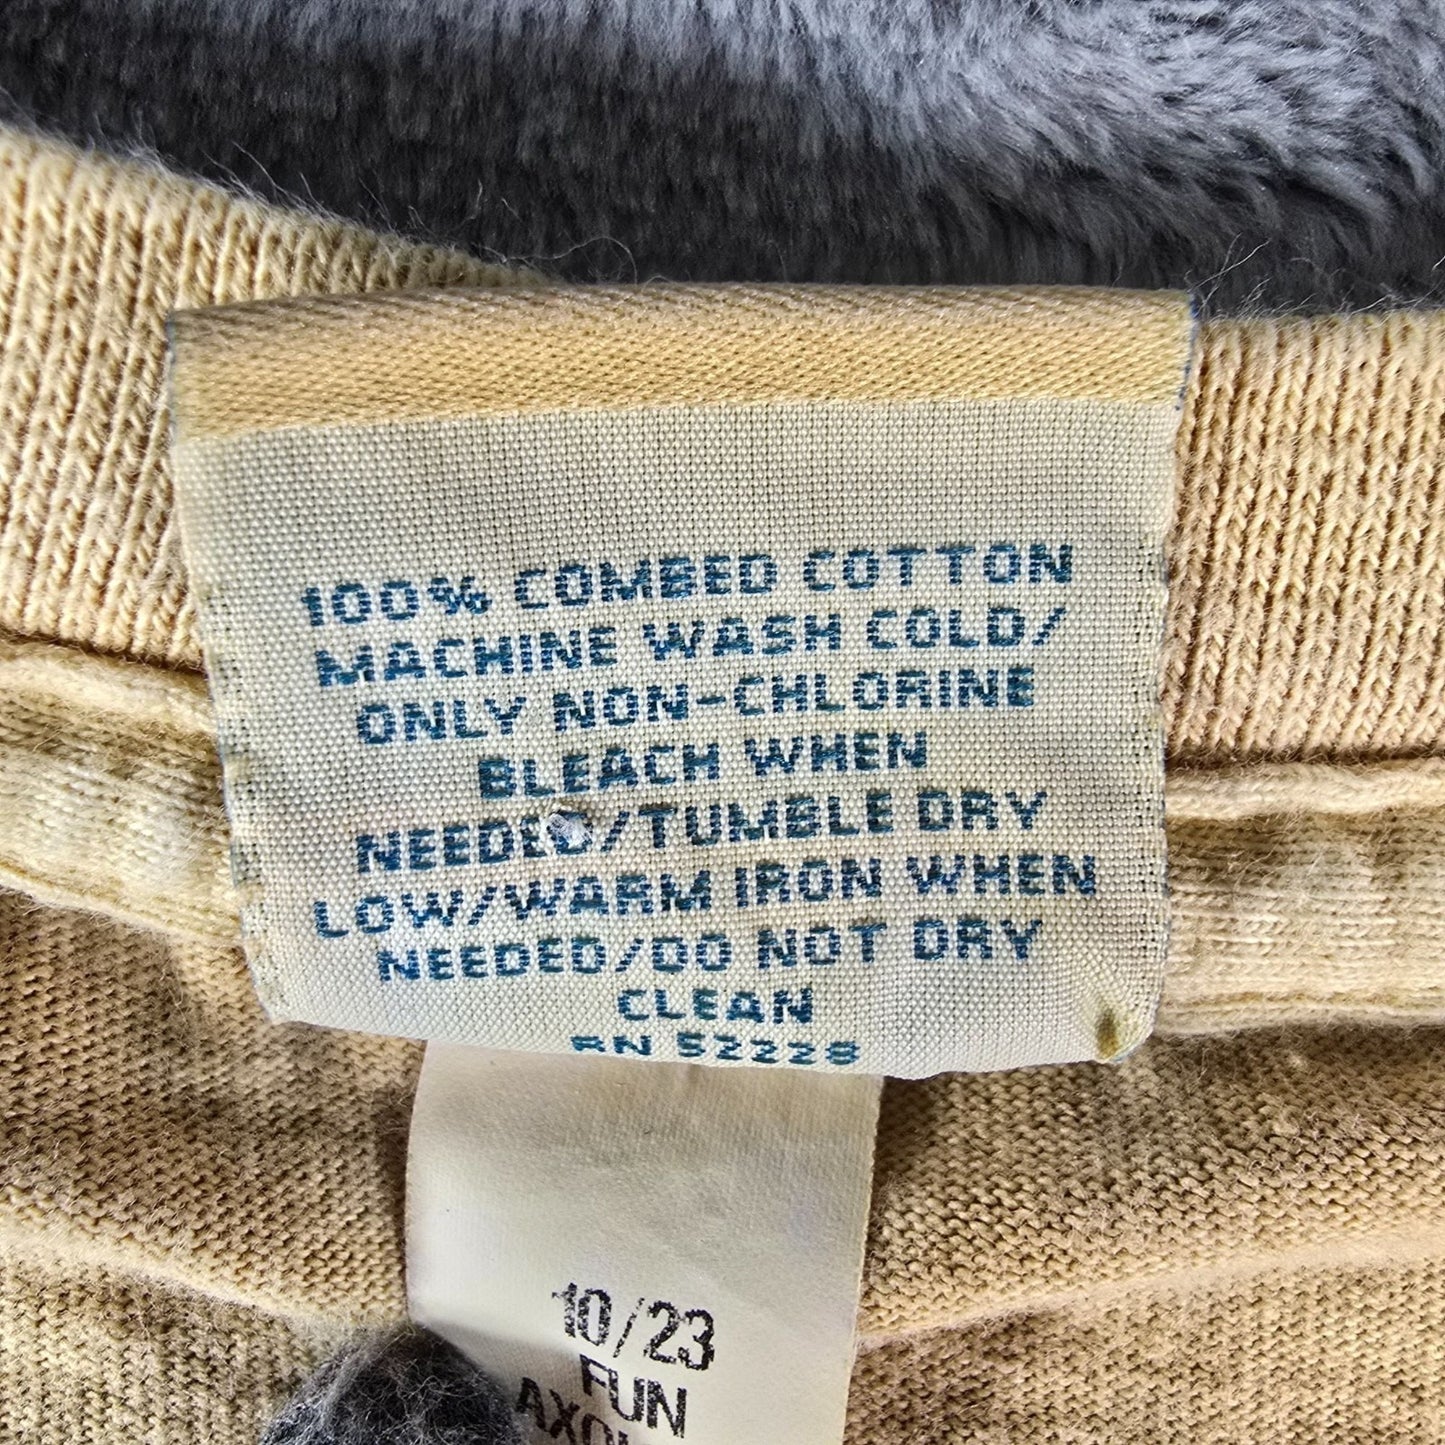 100% COMBED COTTON
MACHINE WASH COLD/
ONLY NON-CHLORINE
BLEACH WHEN
NEEDED/TUMBLE DRY
LOW/WARM IRON WHEN
NEEDED/DO NOT DRY
CLEAN
RN 52228
10/23
FUN